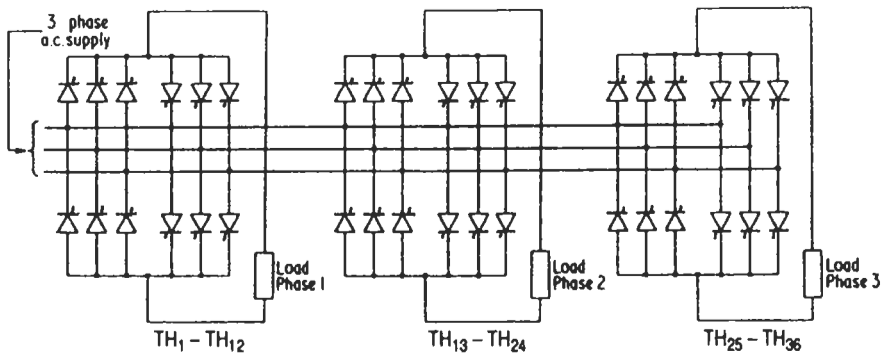 3 phase
a.c. supply
Load
Phase 1
Load
Phase 2
Load
Phase 3
TH1 – TH12
TH13 – TH24
TH25 – TH36